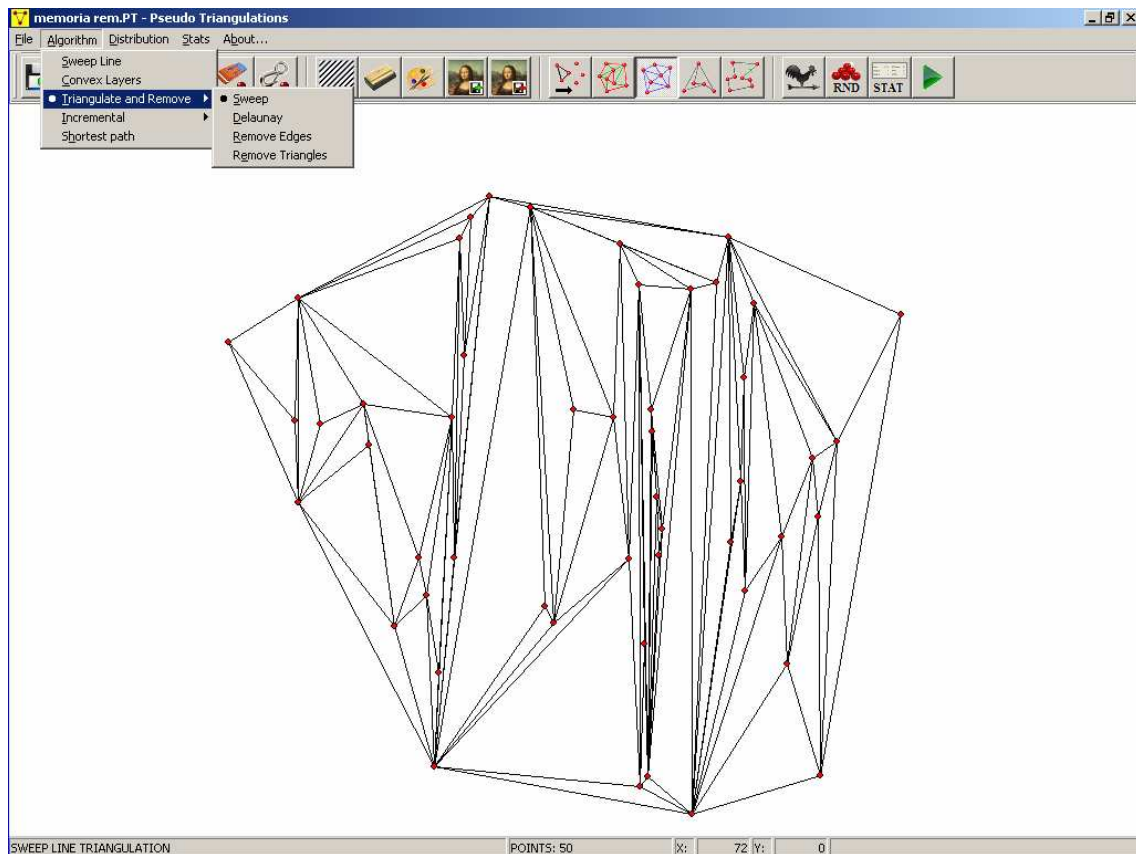 memoria rem.PT - Pseudo Triangulations
File Algorithm Distribution Stats About...
Sweep Line
Convex Layers
Triangulate and Remove
Incremental
Shortest path
Sweep
Delaunay
Remove Edges
Remove Triangles
RND STAT
SWEEP LINE TRIANGULATION POINTS: 50 X: 72 Y: 0